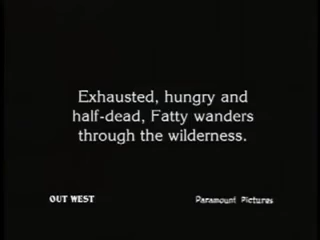 Exhausted, hungry and
half-dead, Fatty wanders
through the wilderness.
OUT WEST
Paramount Pictures